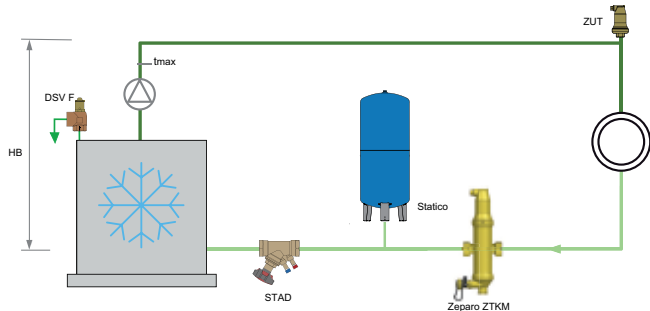 ZUT
tmax
DSV F
HB
Statico
STAD
Zeparo ZTKM